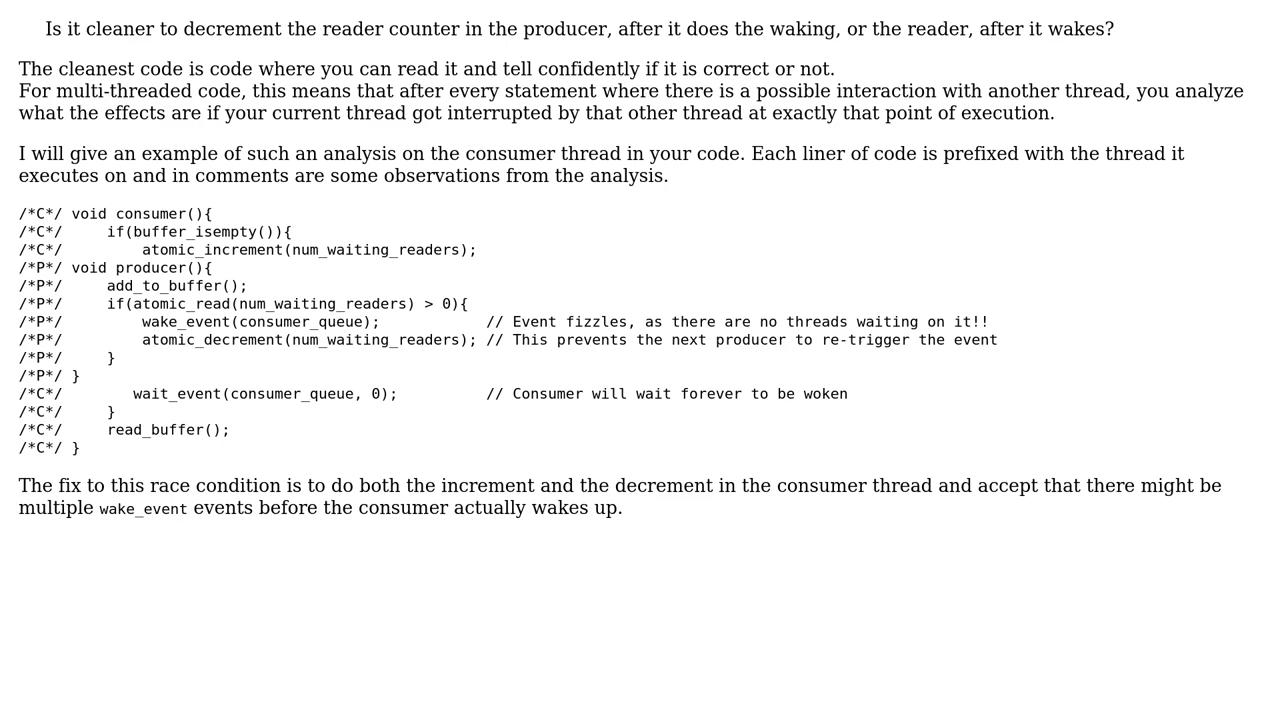 Is it cleaner to decrement the reader counter in the producer, after it does the waking, or the reader, after it wakes?
The cleanest code is code where you can read it and tell confidently if it is correct or not.
For multi-threaded code, this means that after every statement where there is a possible interaction with another thread, you analyze
what the effects are if your current thread got interrupted by that other thread at exactly that point of execution.
I will give an example of such an analysis on the consumer thread in your code. Each liner of code is prefixed with the thread it
executes on and in comments are some observations from the analysis.
/*C*/ void consumer(){
/*C*/     if(buffer_isempty()){
/*C*/         atomic_increment(num_waiting_readers);
/*P*/ void producer(){
/*P*/     add_to_buffer();
/*P*/     if(atomic_read(num_waiting_readers) > 0){
/*P*/         wake_event(consumer_queue);            // Event fizzles, as there are no threads waiting on it!!
/*P*/         atomic_decrement(num_waiting_readers); // This prevents the next producer to re-trigger the event
/*P*/     }
/*P*/ }
/*C*/        wait_event(consumer_queue, 0);          // Consumer will wait forever to be woken
/*C*/     }
/*C*/     read_buffer();
/*C*/ }
The fix to this race condition is to do both the increment and the decrement in the consumer thread and accept that there might be
multiple wake_event events before the consumer actually wakes up.